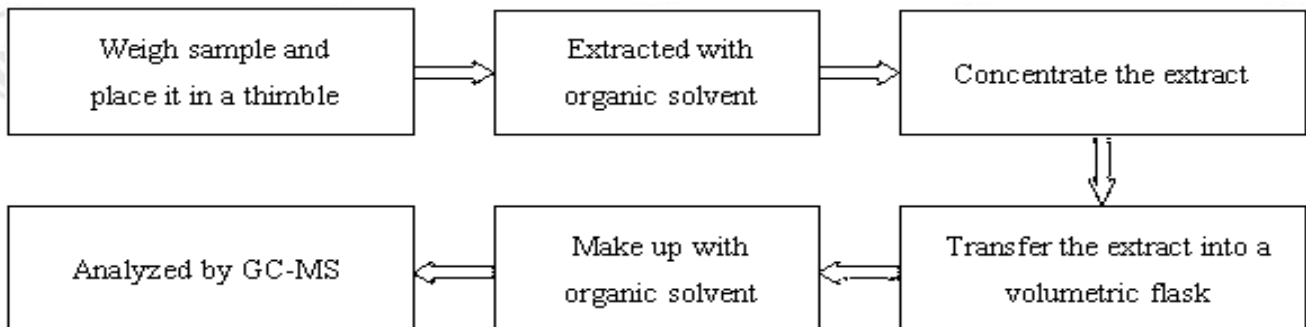 Weigh sample and
place it in a thimble
Extracted with
organic solvent
Concentrate the extract
Transfer the extract into a
volumetric flask
Make up with
organic solvent
Analyzed by GC-MS